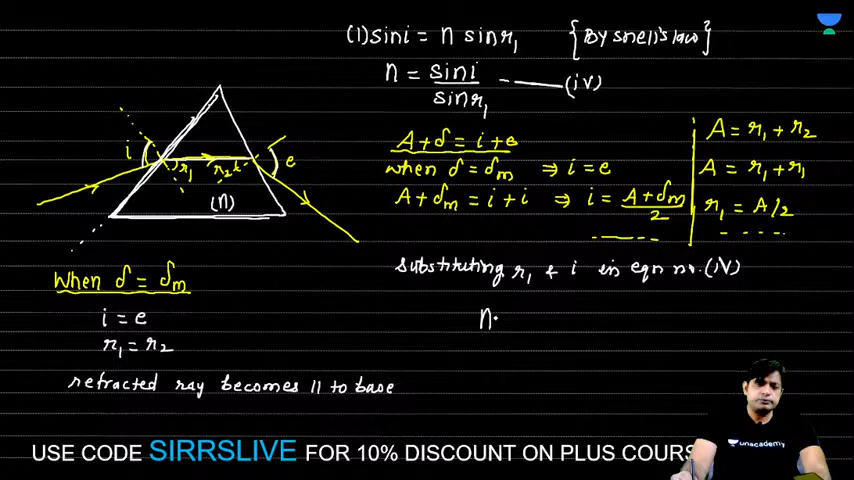 (1) sin i = n sin r₁ {By snell's law}
n = sin i / sin r₁ - —— (iv)
A + δ = i + e
when δ = δm ⇒ i = e
A + δm = i + i ⇒ i = A + δm / 2
A = r₁ + r₂
A = r₁ + r₁
r₁ = A/2
i
r₁
r₂
e
(n)
When δ = δm
i = e
r₁ = r₂
refracted ray becomes || to base
Substituting r₁ & i in eqn no. (iv)
n
unacademy
USE CODE SIRRSLIVE FOR 10% DISCOUNT ON PLUS COURS